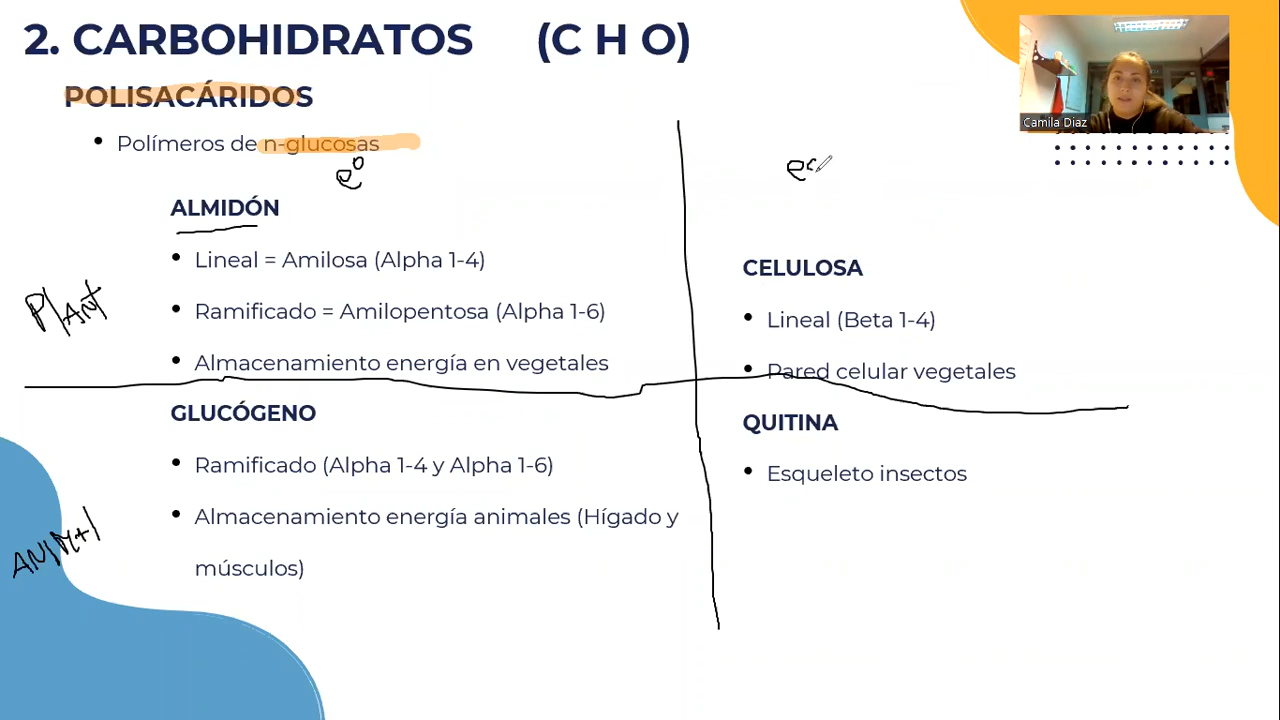 2. CARBOHIDRATOS (C H O)
POLISACÁRIDOS
• Polímeros de n-glucosas
e°
ALMIDÓN
• Lineal = Amilosa (Alpha 1-4)
• Ramificado = Amilopentosa (Alpha 1-6)
• Almacenamiento energía en vegetales
PlAnt
GLUCÓGENO
• Ramificado (Alpha 1-4 y Alpha 1-6)
• Almacenamiento energía animales (Hígado y
músculos)
Camila Diaz
CELULOSA
• Lineal (Beta 1-4)
• Pared celular vegetales
QUITINA
• Esqueleto insectos